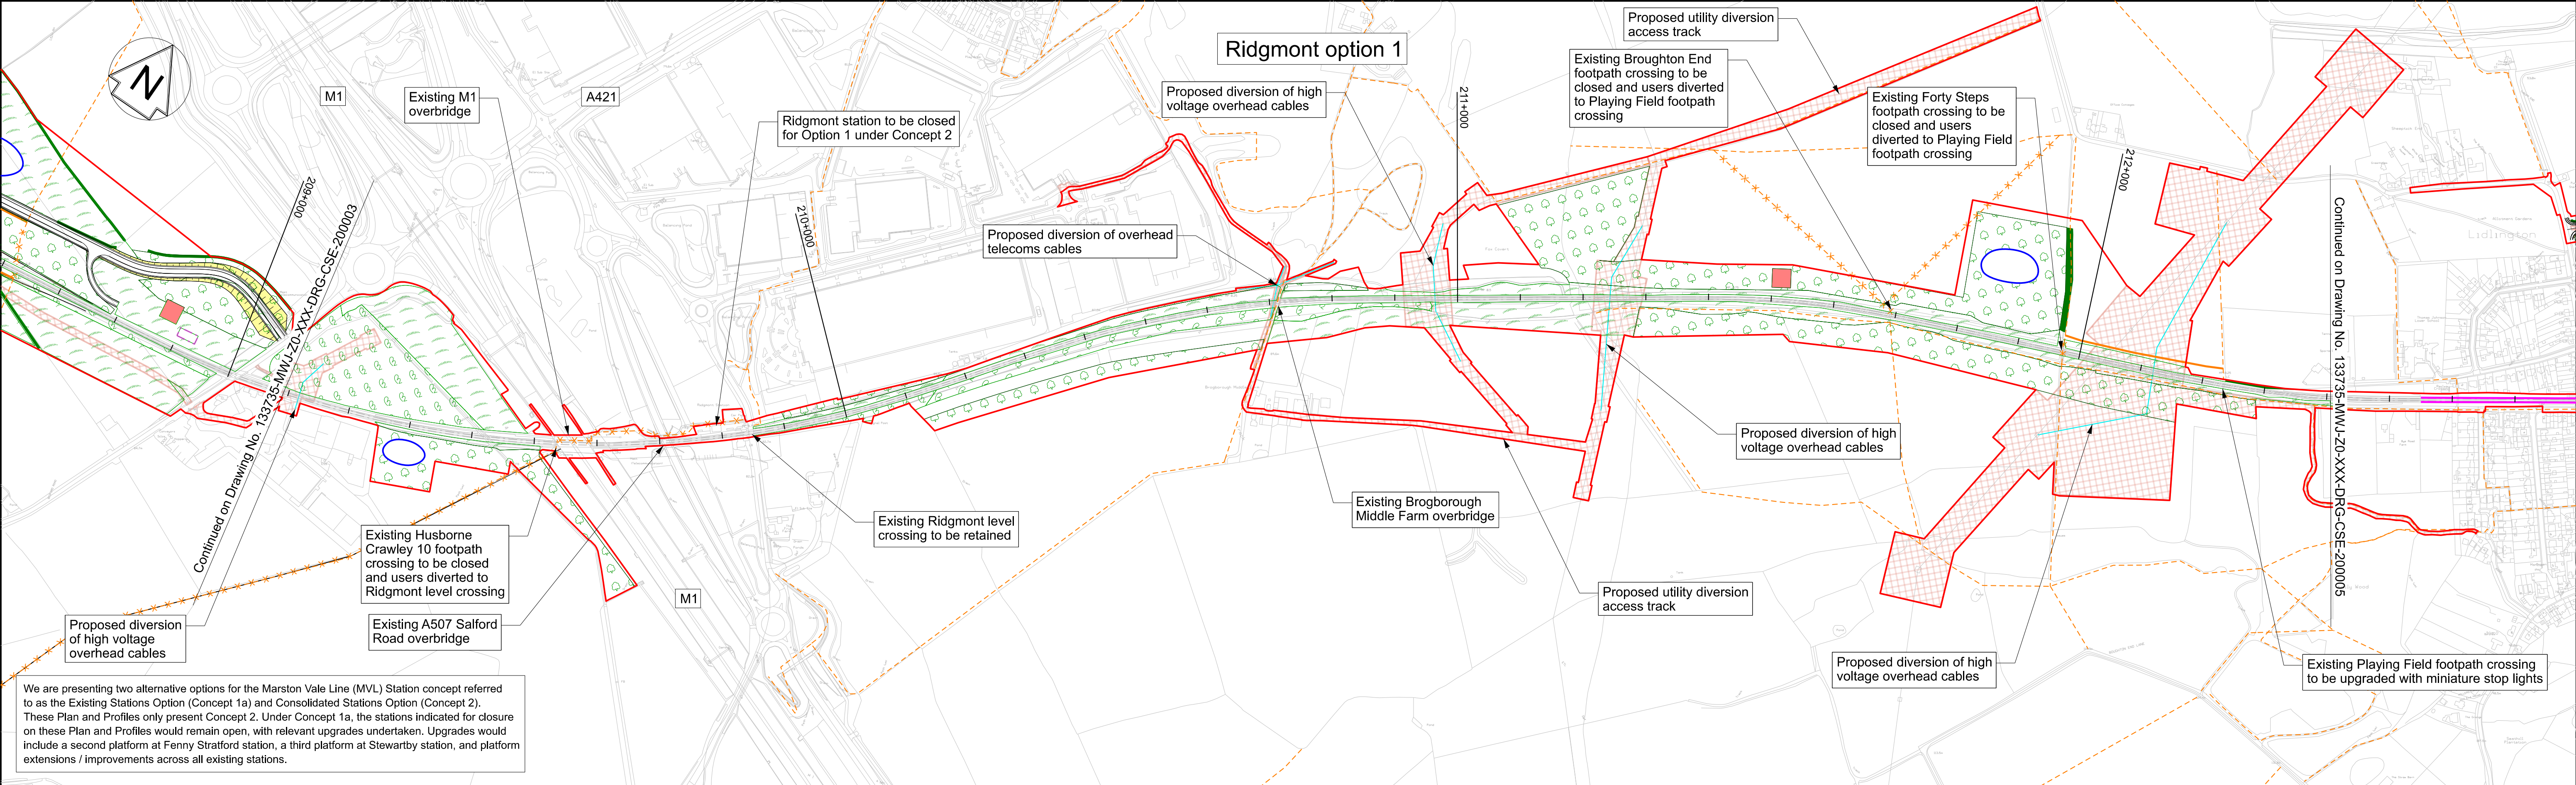 Ridgmont option 1
N
M1
Existing M1
overbridge
A421
Ridgmont station to be closed
for Option 1 under Concept 2
Proposed diversion of high
voltage overhead cables
211+000
Proposed utility diversion
access track
Existing Broughton End
footpath crossing to be
closed and users diverted
to Playing Field footpath
crossing
Existing Forty Steps
footpath crossing to be
closed and users
diverted to Playing Field
footpath crossing
212+000
209+000
210+000
Proposed diversion of overhead
telecoms cables
Continued on Drawing No. 133735-MWJ-Z0-XXX-DRG-CSE-200003
Continued on Drawing No. 133735-MWJ-Z0-XXX-DRG-CSE-200005
Lidlington
Proposed diversion of high
voltage overhead cables
Existing Brogborough
Middle Farm overbridge
Existing Ridgmont level
crossing to be retained
Existing Husborne
Crawley 10 footpath
crossing to be closed
and users diverted to
Ridgmont level crossing
Existing A507 Salford
Road overbridge
M1
Proposed utility diversion
access track
Proposed diversion
of high voltage
overhead cables
Proposed diversion of high
voltage overhead cables
Existing Playing Field footpath crossing
to be upgraded with miniature stop lights
We are presenting two alternative options for the Marston Vale Line (MVL) Station concept referred
to as the Existing Stations Option (Concept 1a) and Consolidated Stations Option (Concept 2).
These Plan and Profiles only present Concept 2. Under Concept 1a, the stations indicated for closure
on these Plan and Profiles would remain open, with relevant upgrades undertaken. Upgrades would
include a second platform at Fenny Stratford station, a third platform at Stewartby station, and platform
extensions / improvements across all existing stations.